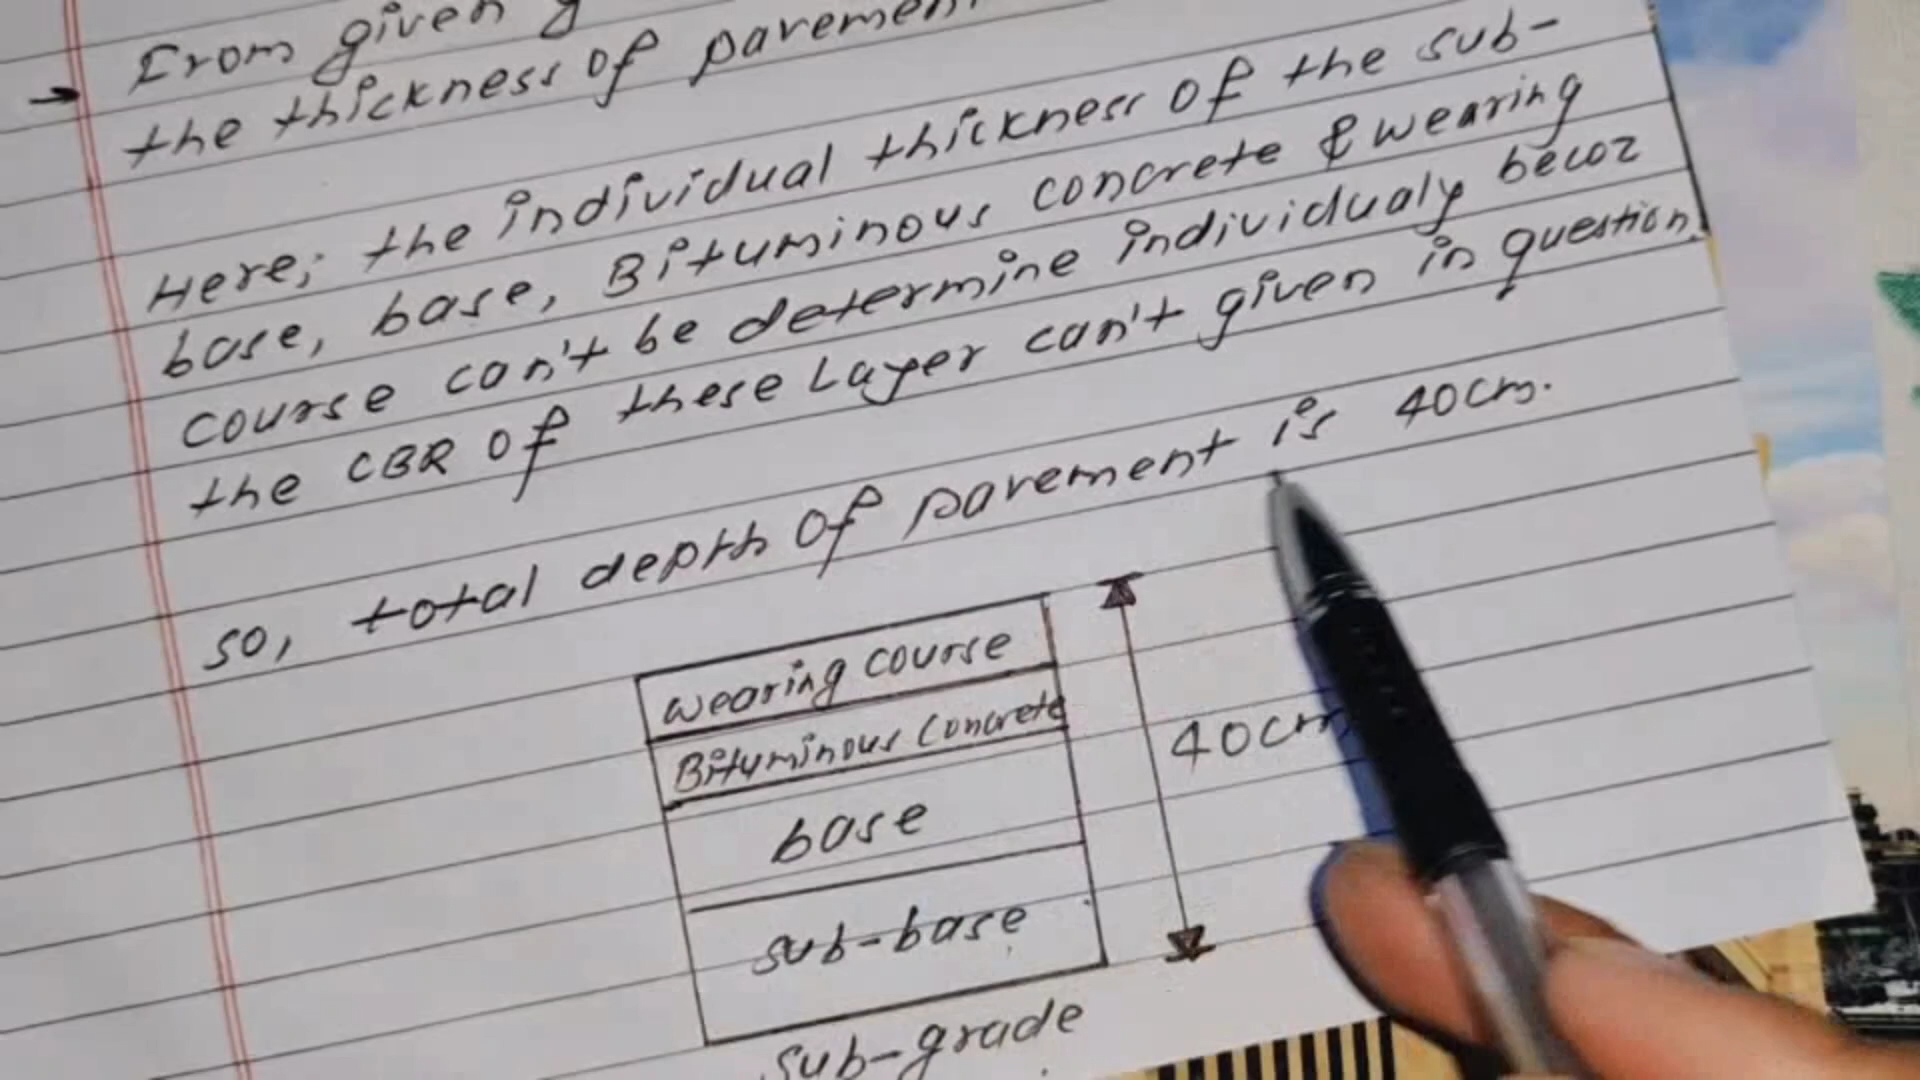 From given
the thickness of pavement
Here; the individual thickness of the sub-
base, base, Bituminous concrete & wearing
course can't be determine individualy becoz
the CBR of these Layer can't given in question.
so, total depth of pavement is 40cm.
wearing course
Bituminous concrete
base
sub-base
40cm
sub-grade